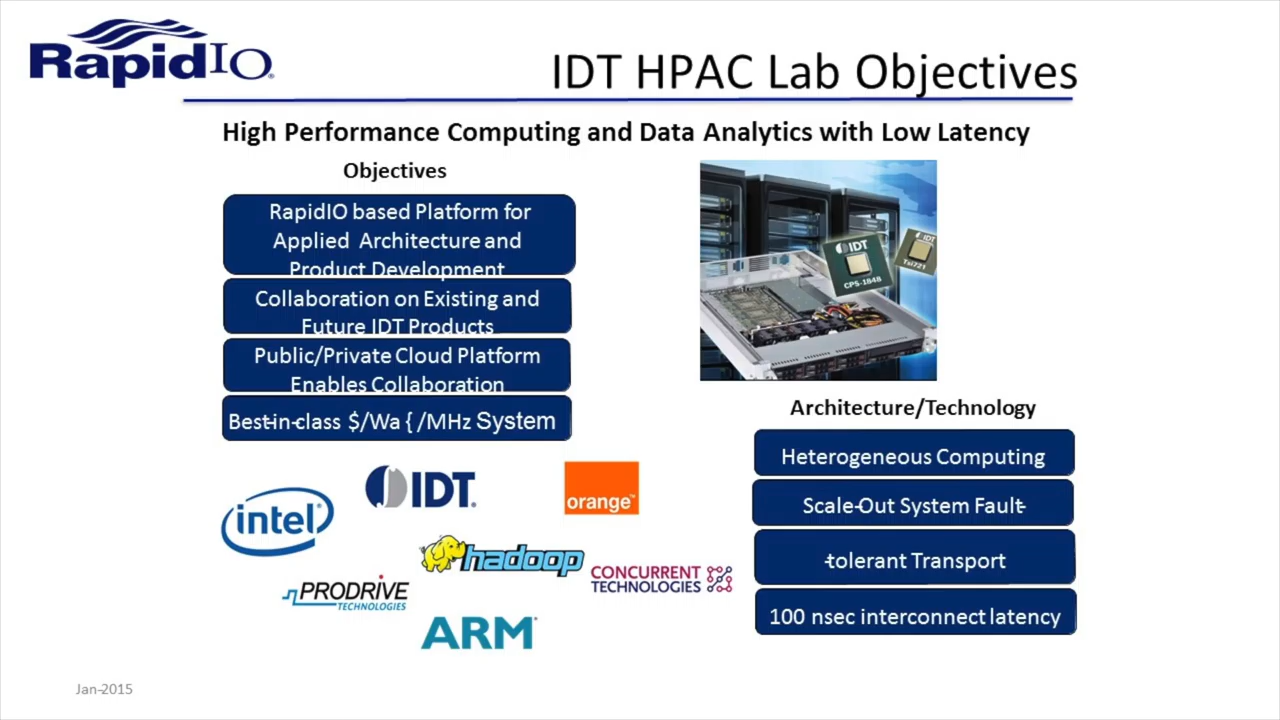 RapidIO
IDT HPAC Lab Objectives
High Performance Computing and Data Analytics with Low Latency
Objectives
RapidIO based Platform for
Applied Architecture and
Product Development
Collaboration on Existing and
Future IDT Products
Public/Private Cloud Platform
Enables Collaboration
Best-in-class $/Wa { /MHz System
IDT
CPS-1848
IDT
Tsi721
Architecture/Technology
Heterogeneous Computing
Scale-Out System Fault-
-tolerant Transport
100 nsec interconnect latency
IDT
orange™
intel
hadoop
CONCURRENT
TECHNOLOGIES
PRODRIVE
TECHNOLOGIES
ARM
Jan-2015